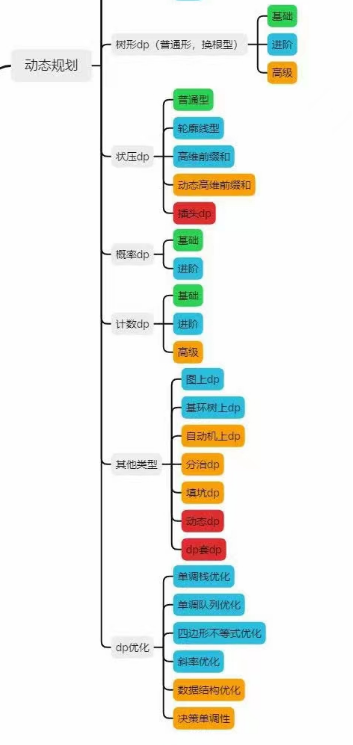 动态规划
树形dp（普通形，换根型）
基础
进阶
高级
状压dp
普通型
轮廓线型
高维前缀和
动态高维前缀和
插头dp
概率dp
基础
进阶
计数dp
基础
进阶
高级
其他类型
图上dp
基环树上dp
自动机上dp
分治dp
填坑dp
动态dp
dp套dp
dp优化
单调栈优化
单调队列优化
四边形不等式优化
斜率优化
数据结构优化
决策单调性